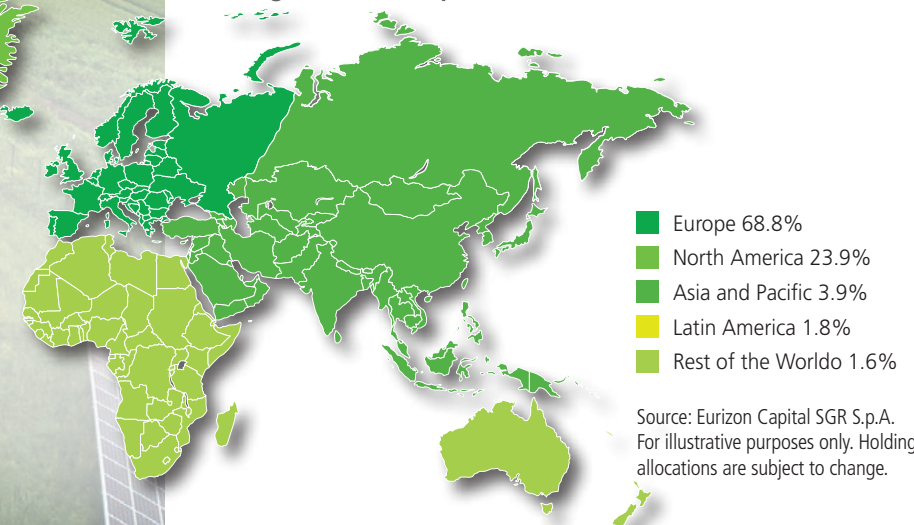 Europe 68.8%
North America 23.9%
Asia and Pacific 3.9%
Latin America 1.8%
Rest of the Worldo 1.6%
Source: Eurizon Capital SGR S.p.A.
For illustrative purposes only. Holding
allocations are subject to change.